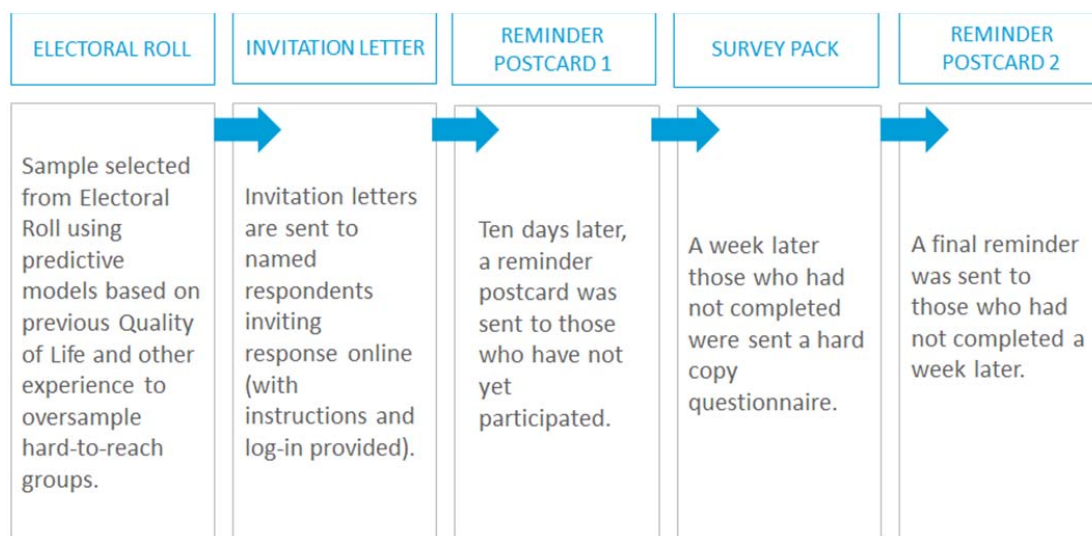 ELECTORAL ROLL
INVITATION LETTER
REMINDER
POSTCARD 1
SURVEY PACK
REMINDER
POSTCARD 2
Sample selected
from Electoral
Roll using
predictive
models based on
previous Quality
of Life and other
experience to
oversample
hard-to-reach
groups.
Invitation letters
are sent to
named
respondents
inviting
response online
(with
instructions and
log-in provided).
Ten days later,
a reminder
postcard was
sent to those
who have not
yet
participated.
A week later
those who had
not completed
were sent a hard
copy
questionnaire.
A final reminder
was sent to
those who had
not completed a
week later.